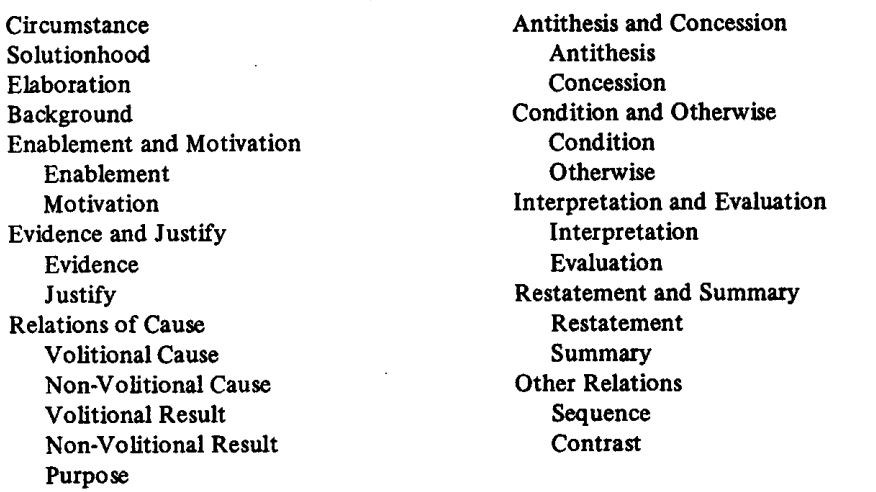 Circumstance
Solutionhood
Elaboration
Background
Enablement and Motivation
Enablement
Motivation
Evidence and Justify
Evidence
Justify
Relations of Cause
Volitional Cause
Non-Volitional Cause
Volitional Result
Non-Volitional Result
Purpose
Antithesis and Concession
Antithesis
Concession
Condition and Otherwise
Condition
Otherwise
Interpretation and Evaluation
Interpretation
Evaluation
Restatement and Summary
Restatement
Summary
Other Relations
Sequence
Contrast